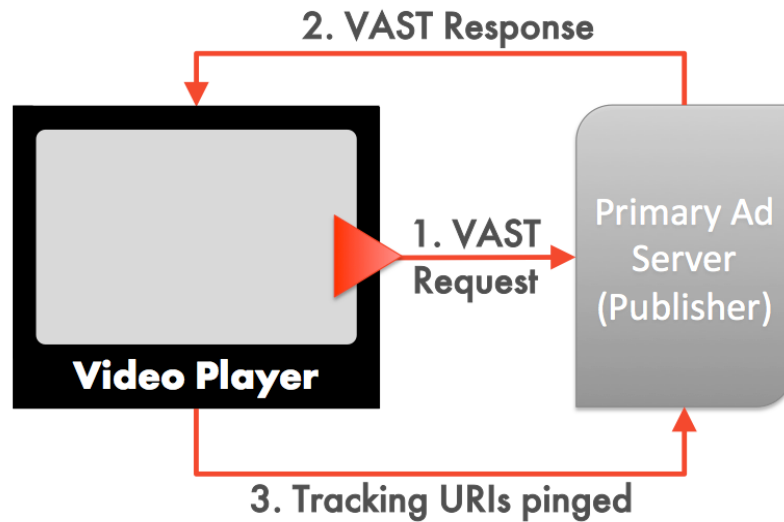 2. VAST Response
1. VAST
Request
Primary Ad
Server
(Publisher)
Video Player
3. Tracking URIs pinged